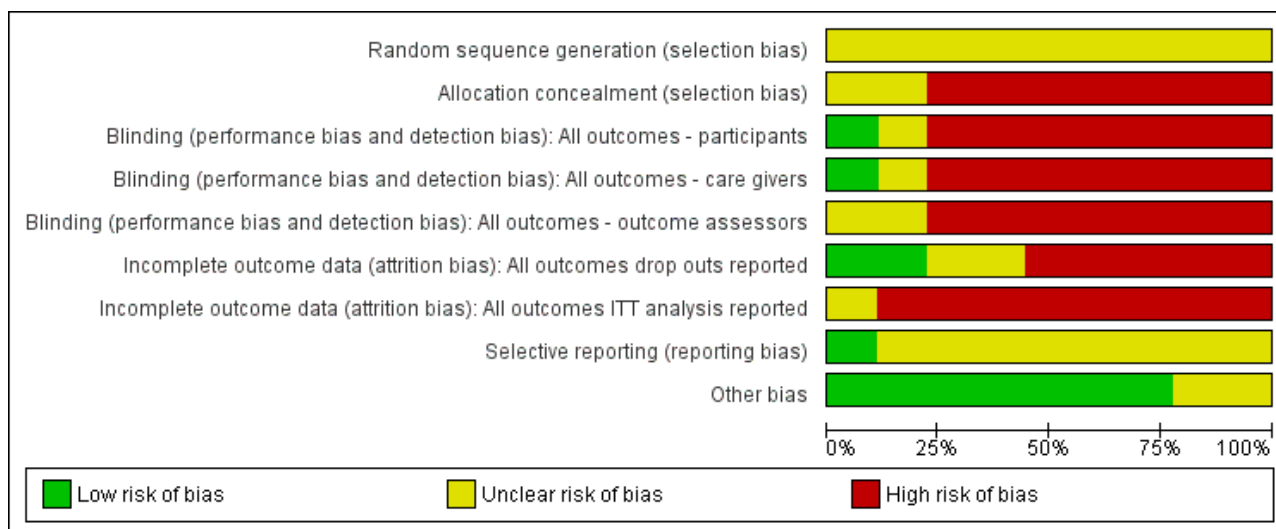 Random sequence generation (selection bias)
Allocation concealment (selection bias)
Blinding (performance bias and detection bias): All outcomes - participants
Blinding (performance bias and detection bias): All outcomes - care givers
Blinding (performance bias and detection bias): All outcomes - outcome assessors
Incomplete outcome data (attrition bias): All outcomes drop outs reported
Incomplete outcome data (attrition bias): All outcomes ITT analysis reported
Selective reporting (reporting bias)
Other bias
0% 25% 50% 75% 100%
Low risk of bias Unclear risk of bias High risk of bias